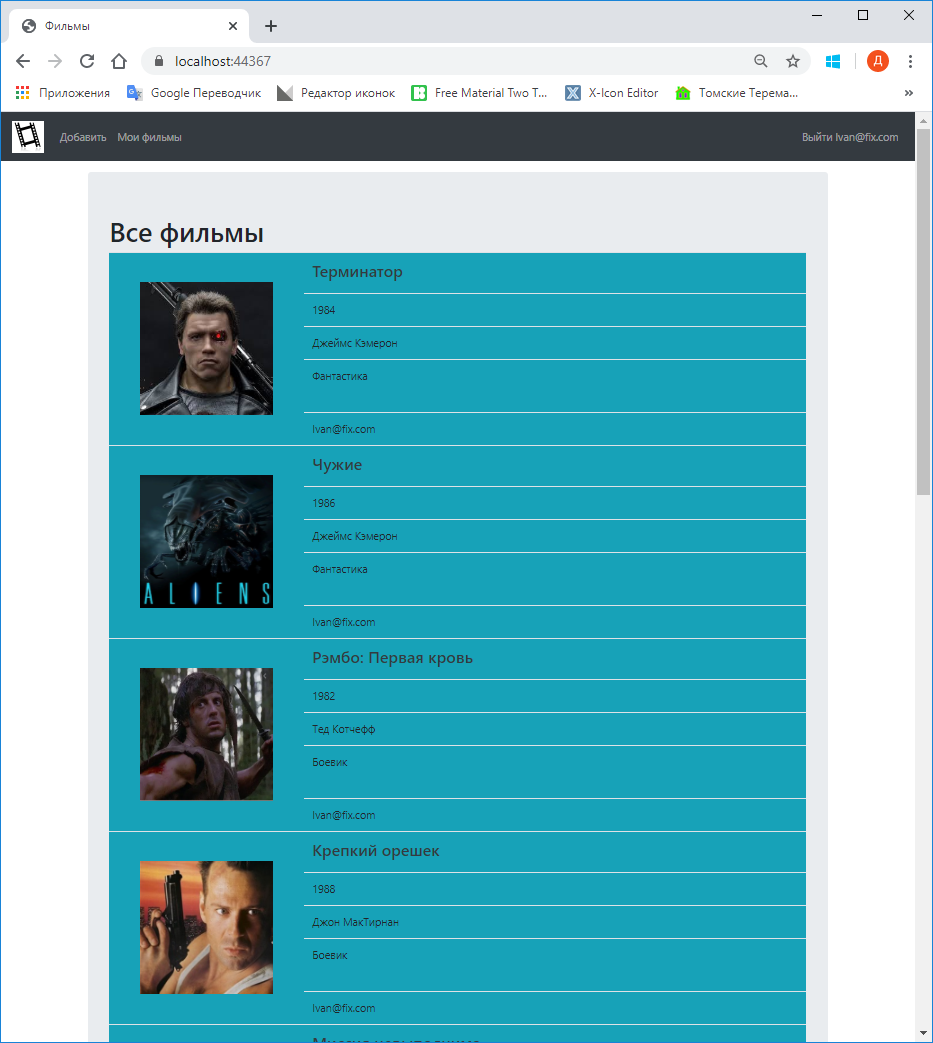 Фильмы
localhost:44367
Д
Приложения
Google Переводчик
Редактор иконок
Free Material Two T...
X-Icon Editor
Томские Терема...
»
Добавить
Мои фильмы
Выйти Ivan@fix.com
Все фильмы
Терминатор
1984
Джеймс Кэмерон
Фантастика
Ivan@fix.com
Чужие
1986
Джеймс Кэмерон
Фантастика
Ivan@fix.com
ALIENS
Рэмбо: Первая кровь
1982
Тед Котчефф
Боевик
Ivan@fix.com
Крепкий орешек
1988
Джон МакТирнан
Боевик
Ivan@fix.com